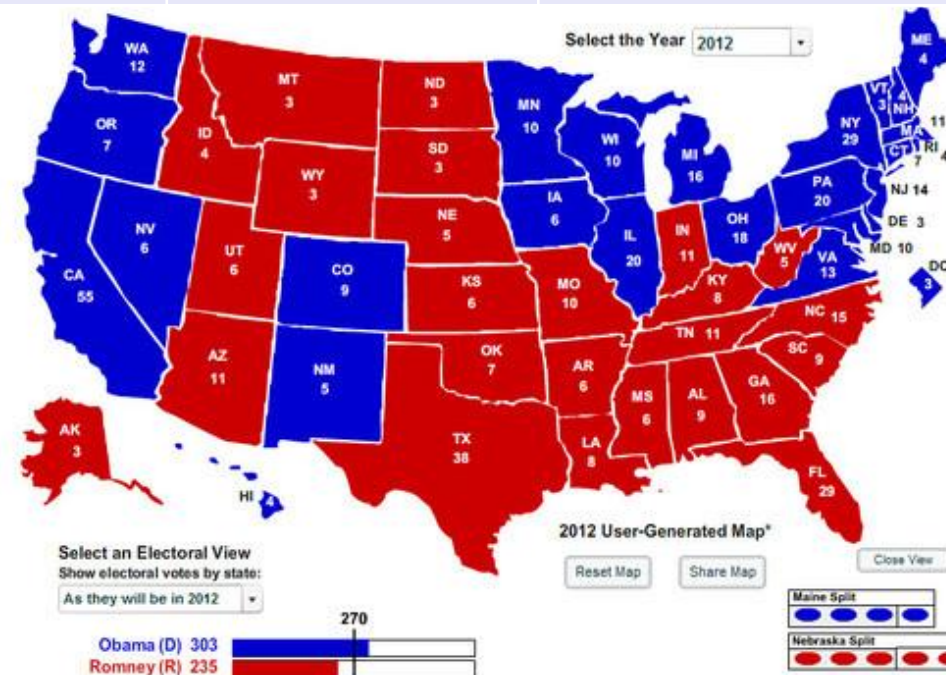 Select the Year 2012
WA
12
OR
7
CA
55
NV
6
ID
4
MT
3
WY
3
UT
6
AZ
11
CO
9
NM
5
ND
3
SD
3
NE
5
KS
6
OK
7
TX
38
MN
10
IA
6
MO
10
AR
6
LA
8
WI
10
IL
20
MI
16
IN
11
OH
18
KY
8
TN 11
MS
6
AL
9
GA
16
FL
29
SC 9
NC 15
VA
13
WV
5
PA
20
NY
29
VT
3
4
NH
ME
4
11
MA
RI 4
CT 7
NJ 14
DE 3
MD 10
DC
3
AK
3
HI 4
2012 User-Generated Map*
Reset Map
Share Map
Close View
Select an Electoral View
Show electoral votes by state:
As they will be in 2012
270
Obama (D) 303
Romney (R) 235
Maine Split
Nebraska Split